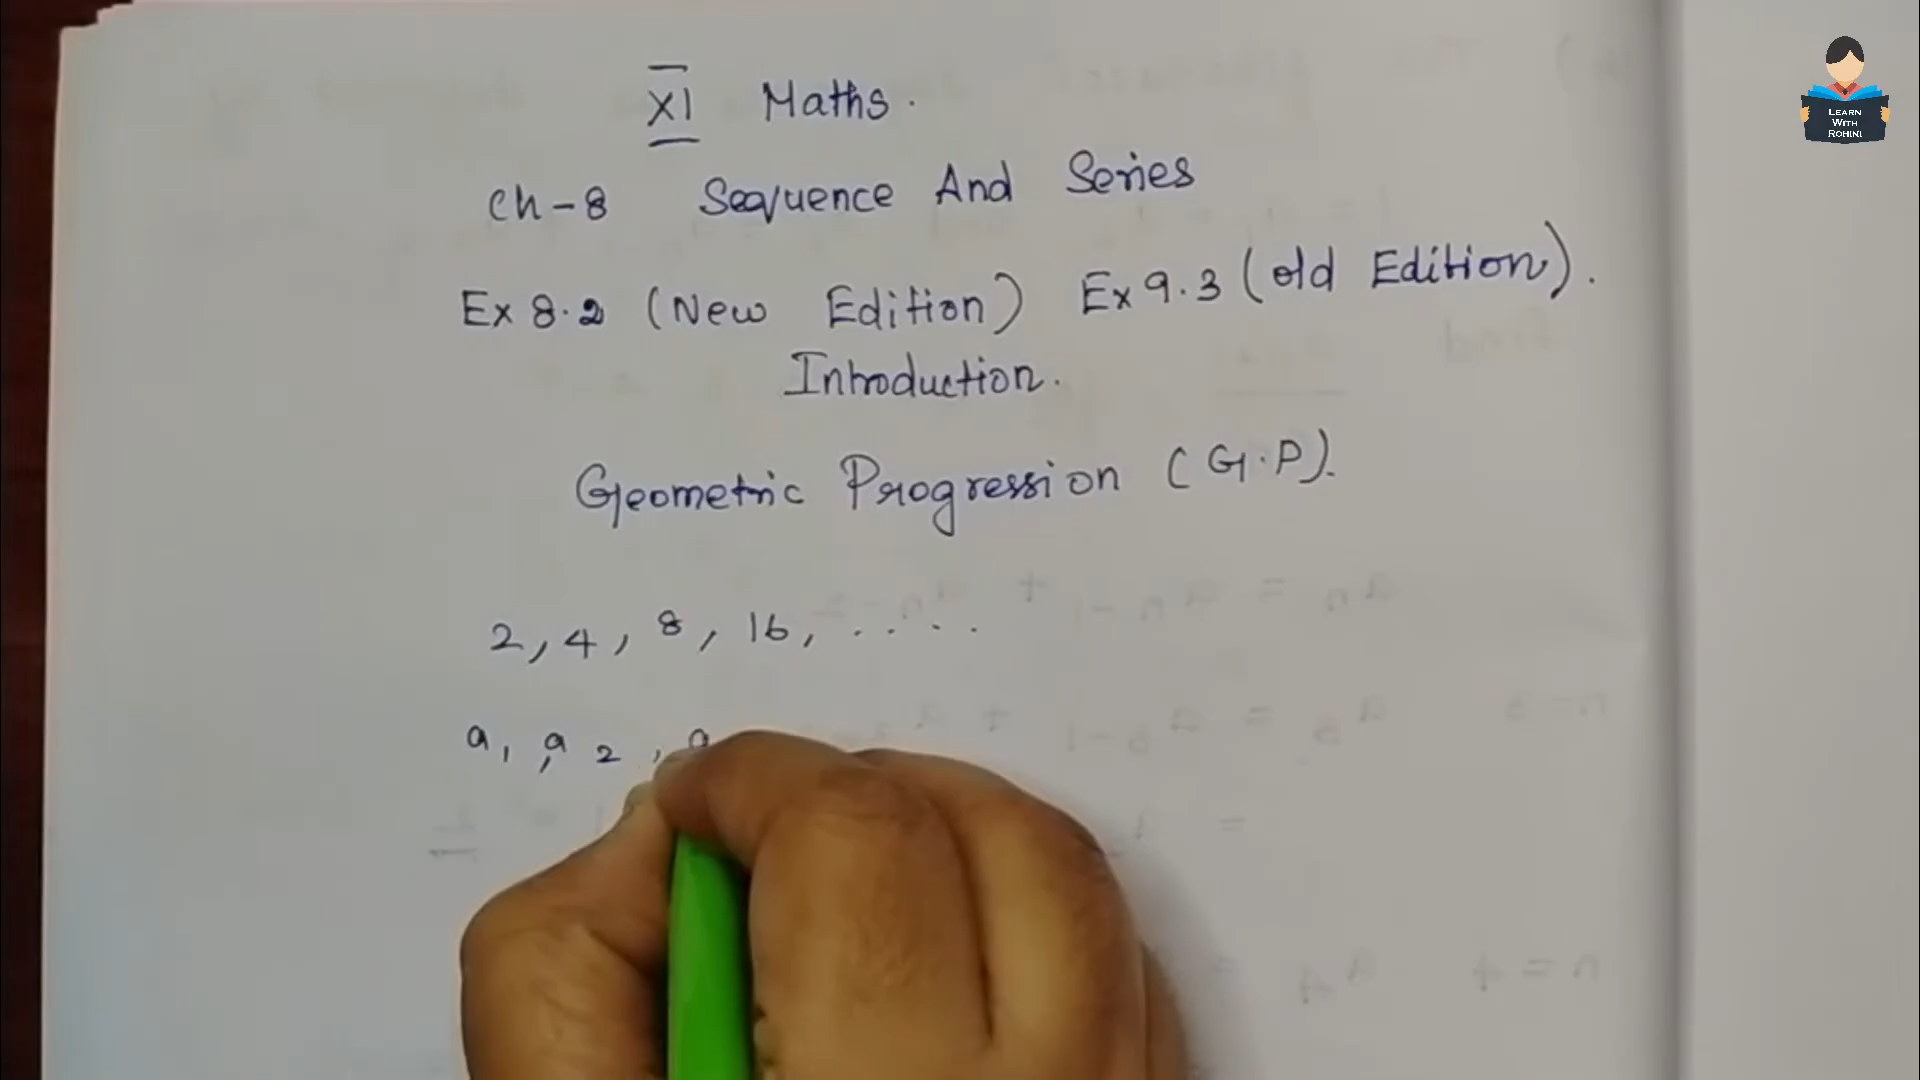 XI Maths.
Ch-8 Sequence And Series
Ex 8.2 (New Edition) Ex 9.3 (old Edition).
Introduction.
Geometric Progression (G.P).
2, 4, 8, 16, . . . .
a₁, a₂, a
LEARN
WITH
ROHINI